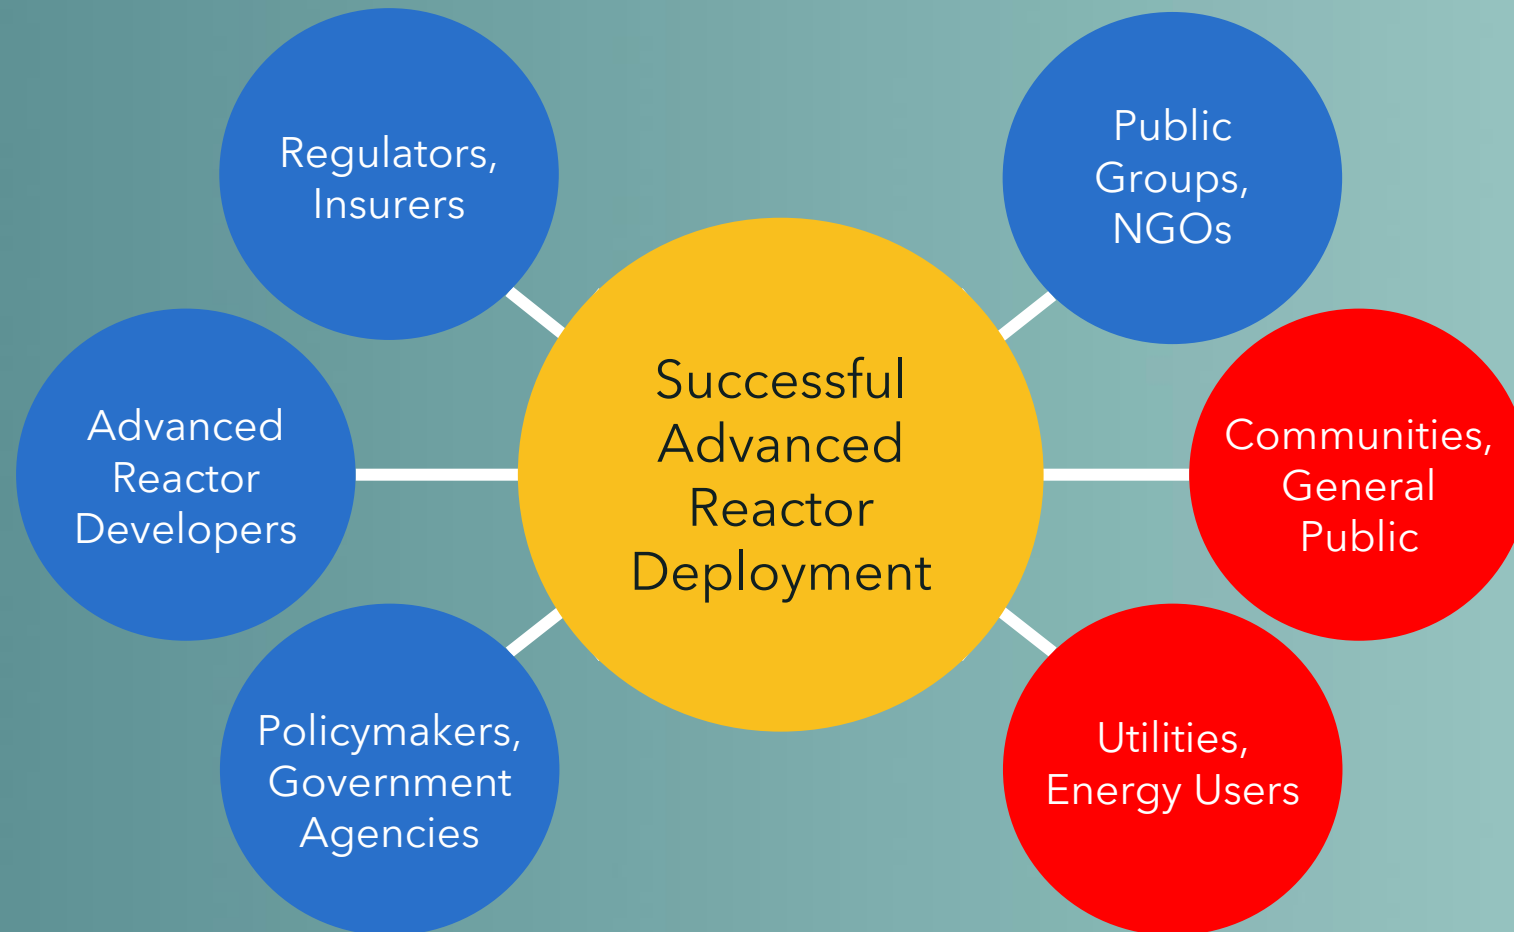 Regulators,
Insurers
Public
Groups,
NGOs
Advanced
Reactor
Developers
Successful
Advanced
Reactor
Deployment
Communities,
General
Public
Policymakers,
Government
Agencies
Utilities,
Energy Users